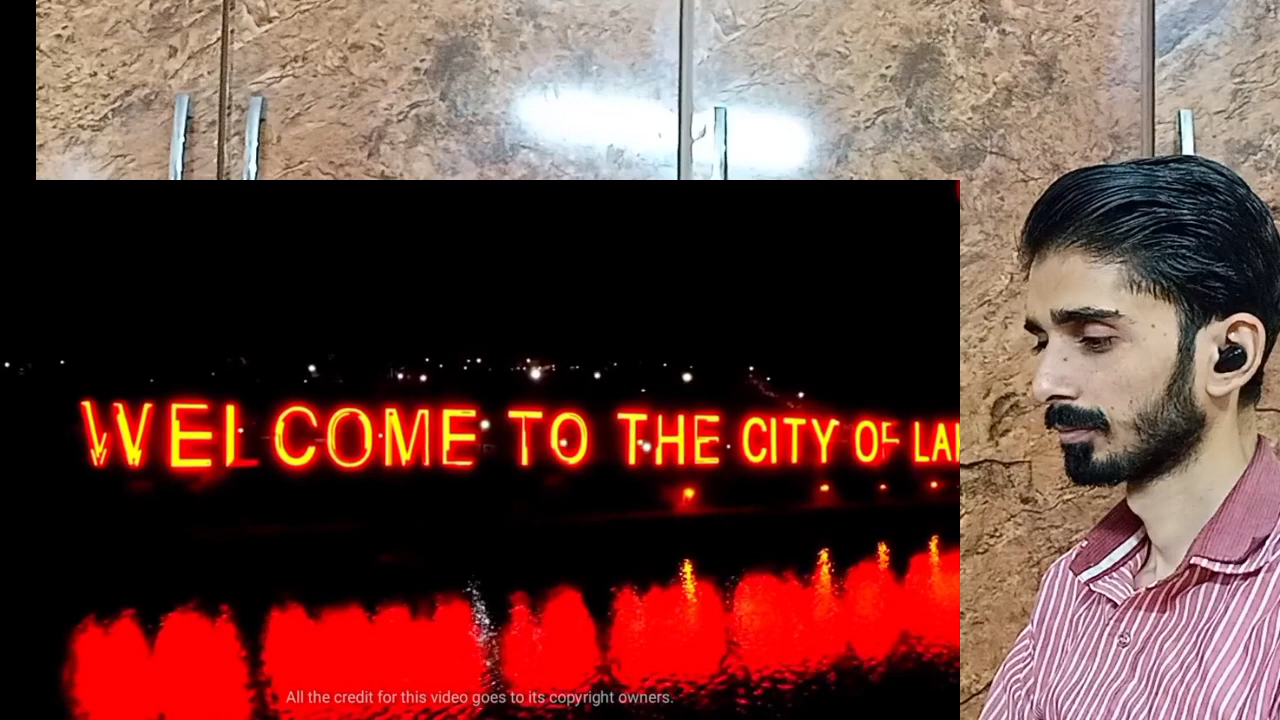 WELCOME TO THE CITY OF
All the credit for this video goes to its copyright owners.